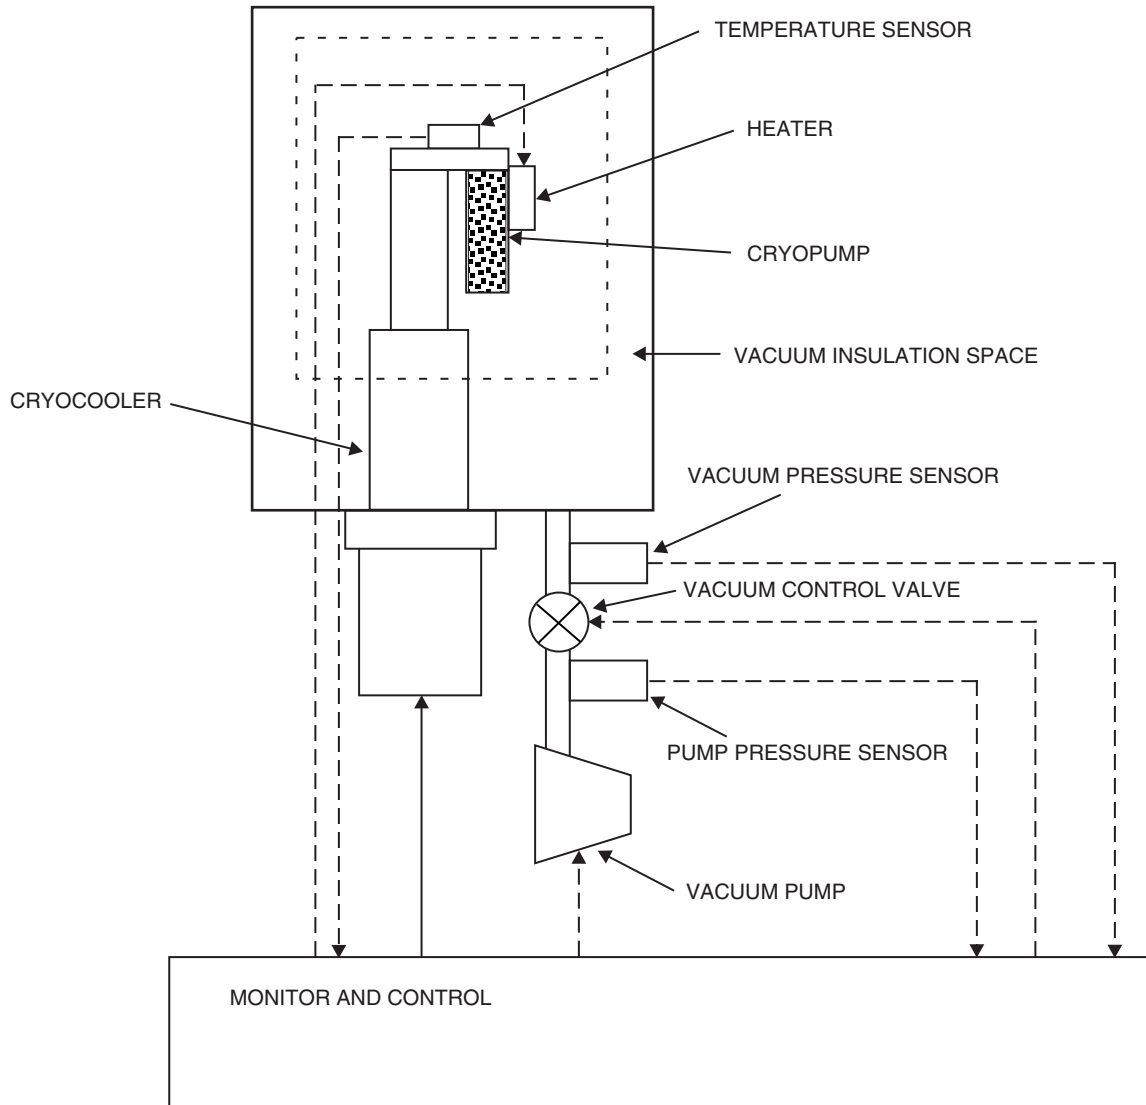 TEMPERATURE SENSOR
HEATER
CRYOPUMP
VACUUM INSULATION SPACE
CRYOCOOLER
VACUUM PRESSURE SENSOR
VACUUM CONTROL VALVE
PUMP PRESSURE SENSOR
VACUUM PUMP
MONITOR AND CONTROL